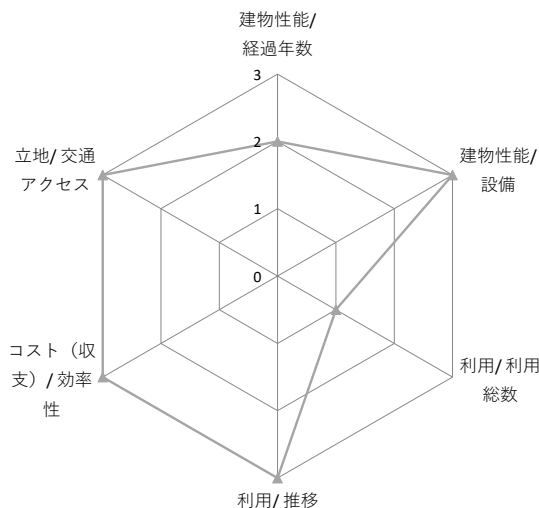 建物性能/
経過年数
3
立地/ 交通
アクセス
2
建物性能/
設備
1
0
コスト（収
支）/ 効率
性
利用/ 利用
総数
利用/ 推移